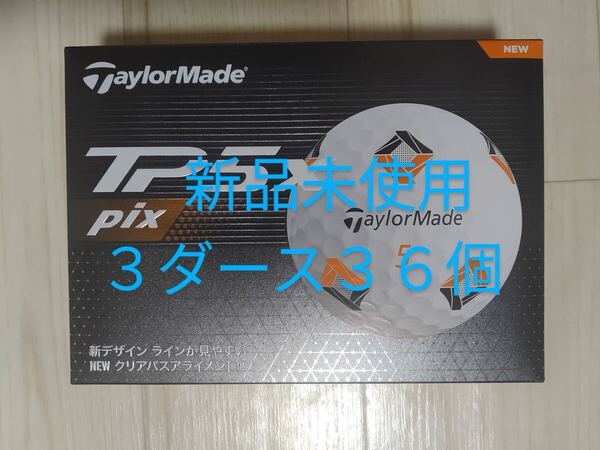 NEW
TaylorMade
TP5x
pix
新品未使用
TaylorMade
5
3ダース36個
新デザイン ラインが見やすい
NEW クリアパスアライメント